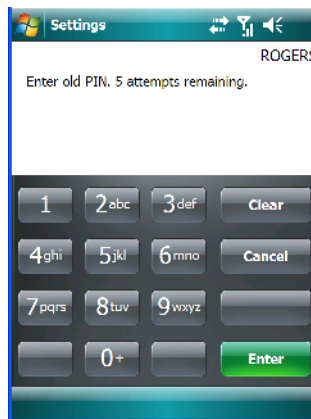 Settings
ROGERS
Enter old PIN. 5 attempts remaining.
1 2abc 3def Clear
4ghi 5jkl 6mno Cancel
7pqrs 8tuv 9wxyz
0+ Enter